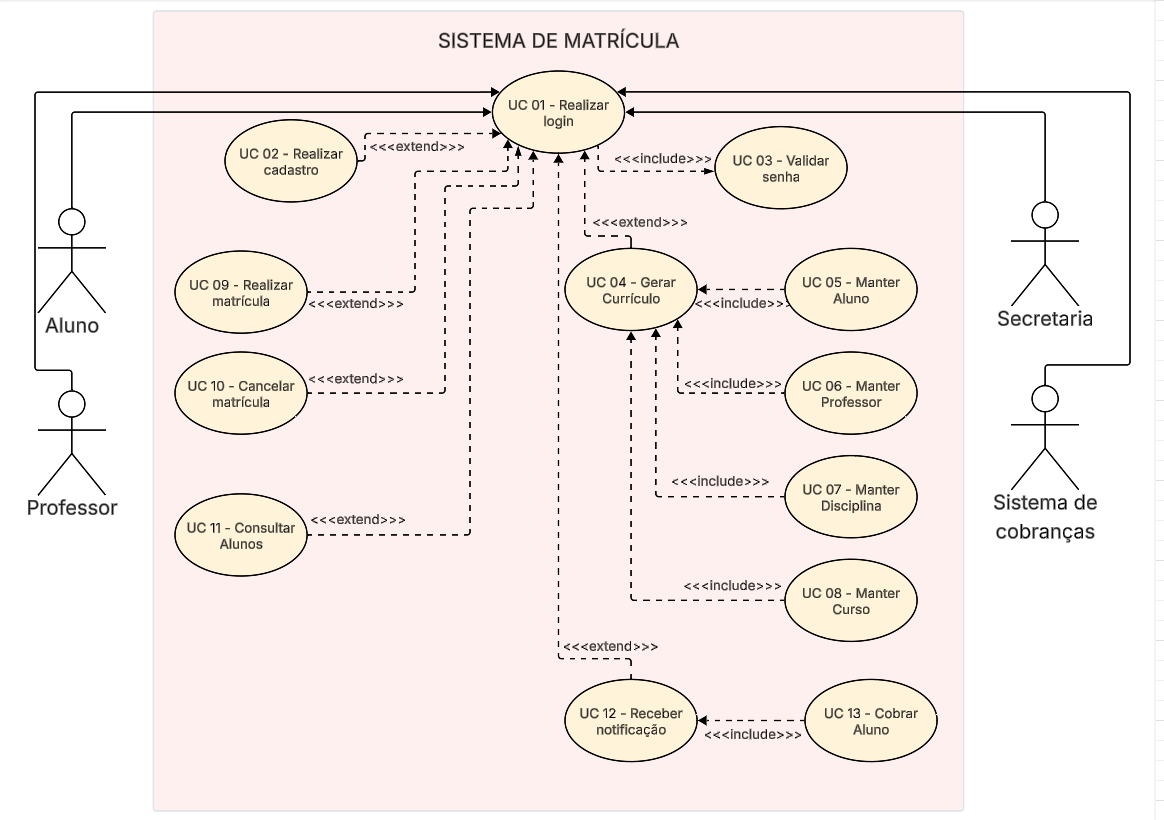 SISTEMA DE MATRÍCULA
UC 01 - Realizar
login
UC 02 - Realizar
cadastro
<<<extend>>>
<<<include>>>
UC 03 - Validar
senha
<<<extend>>>
UC 09 - Realizar
matrícula
<<<extend>>>
UC 04 - Gerar
Currículo
<<<include>>>
UC 05 - Manter
Aluno
Aluno
Secretaria
UC 10 - Cancelar
matrícula
<<<extend>>>
<<<include>>>
UC 06 - Manter
Professor
Professor
<<<include>>>
UC 07 - Manter
Disciplina
Sistema de
cobranças
UC 11 - Consultar
Alunos
<<<extend>>>
<<<include>>>
UC 08 - Manter
Curso
<<<extend>>>
UC 12 - Receber
notificação
<<<include>>>
UC 13 - Cobrar
Aluno